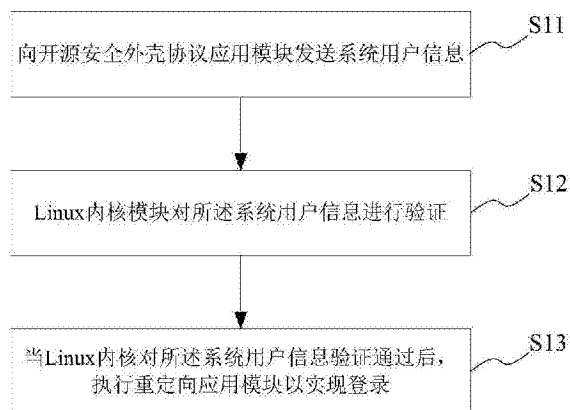 S11
向开源安全外壳协议应用模块发送系统用户信息
S12
Linux内核模块对所述系统用户信息进行验证
S13
当Linux内核对所述系统用户信息验证通过后，
执行重定向应用模块以实现登录